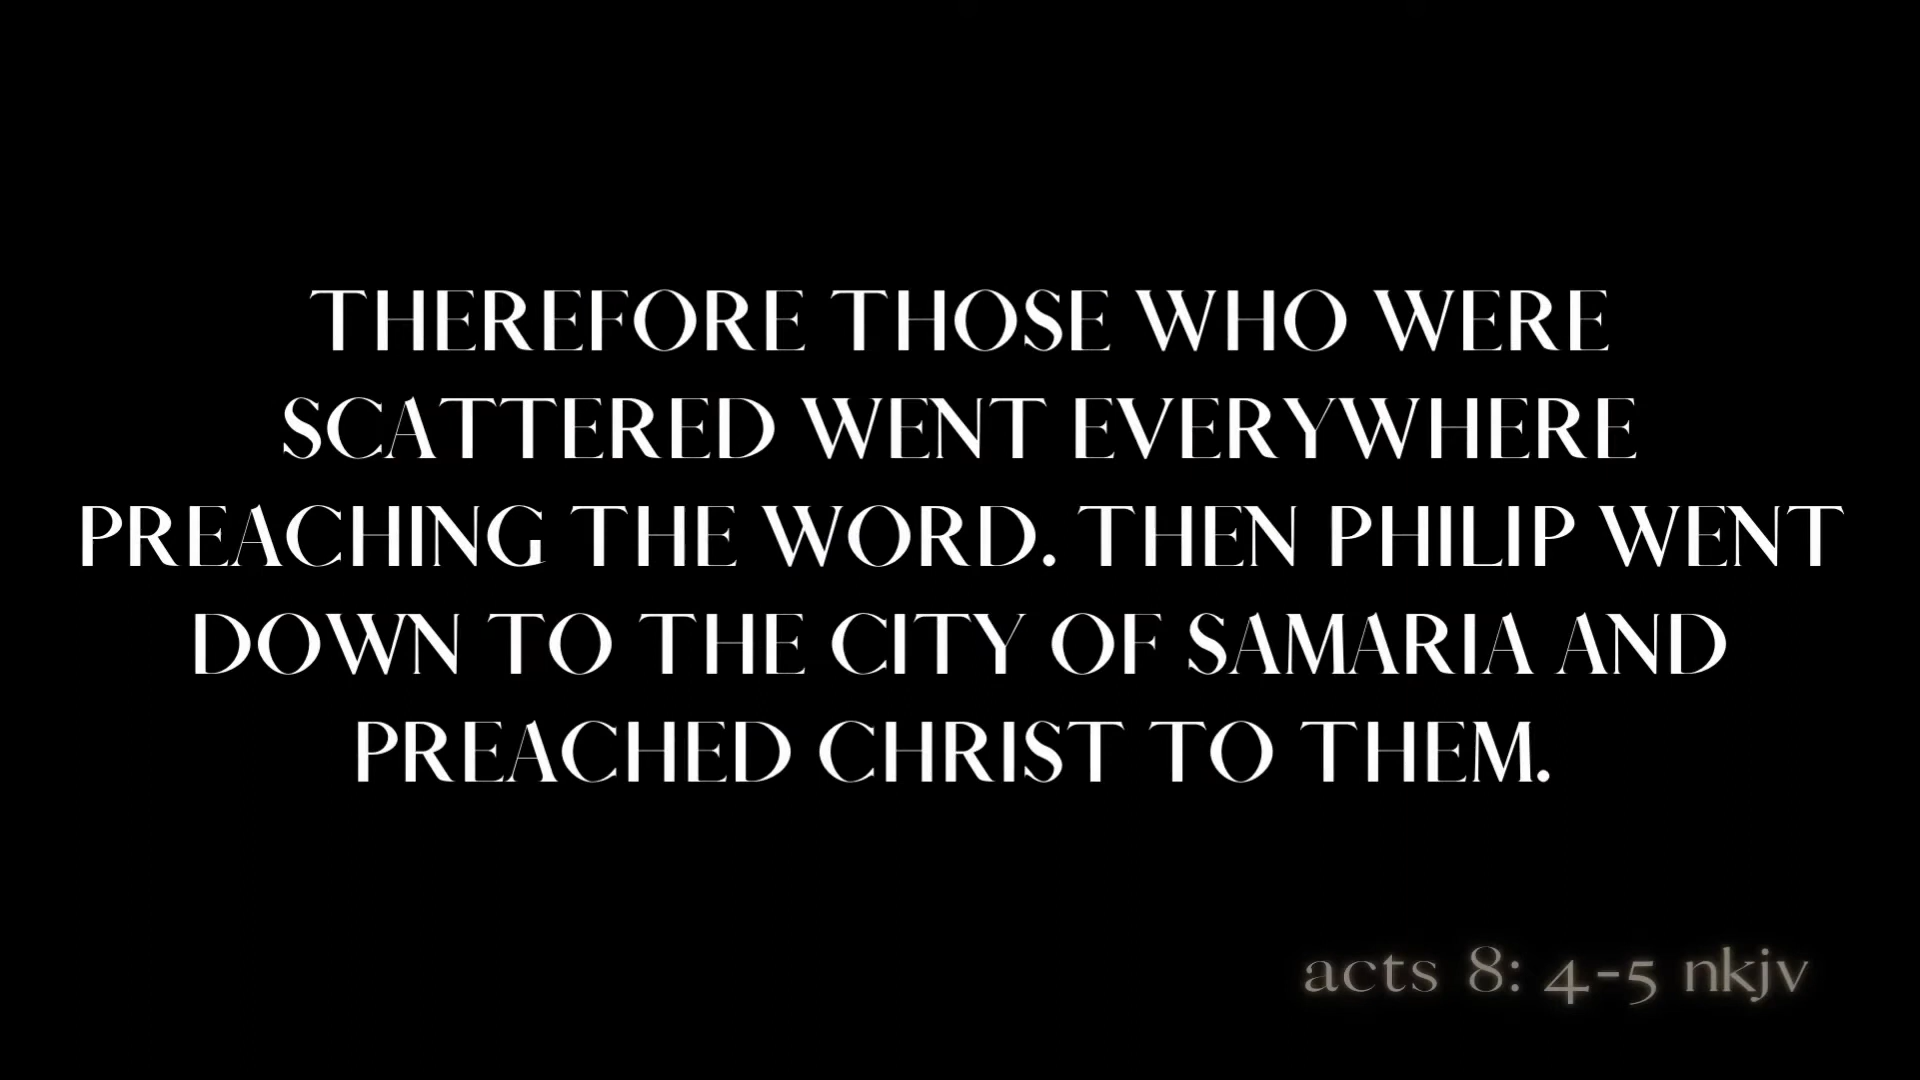 THEREFORE THOSE WHO WERE
SCATTERED WENT EVERYWHERE
PREACHING THE WORD. THEN PHILIP WENT
DOWN TO THE CITY OF SAMARIA AND
PREACHED CHRIST TO THEM.
acts 8: 4-5 nkjv